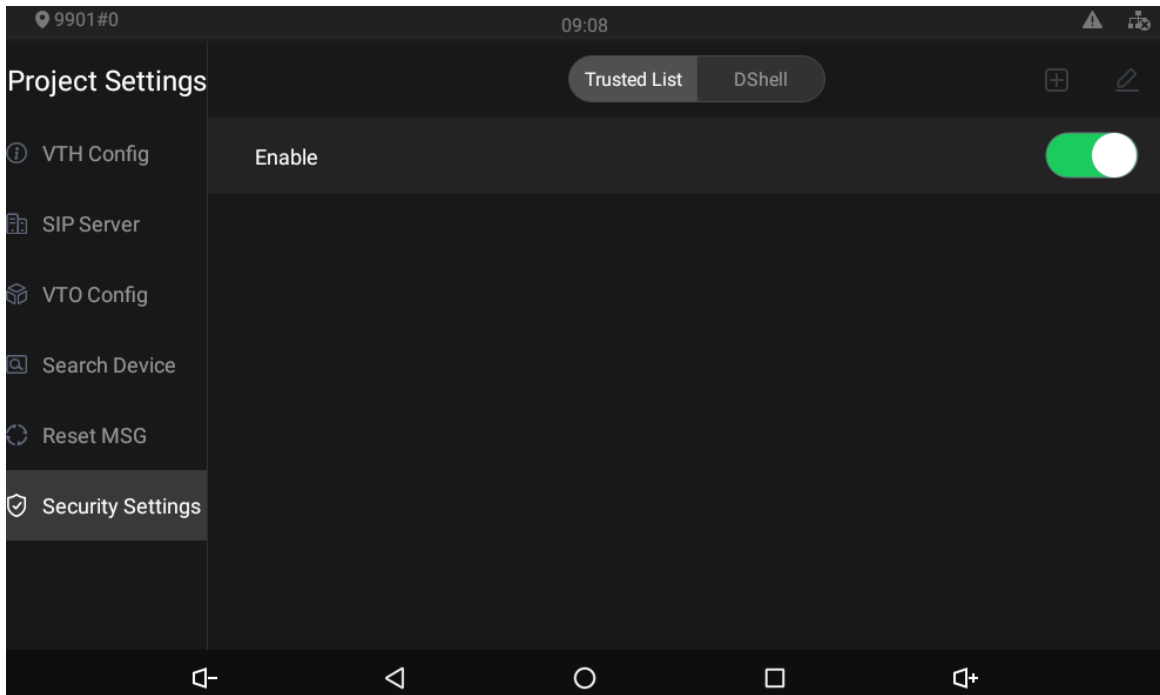 9901#0
09:08
Project Settings
Trusted List
DShell
VTH Config
Enable
SIP Server
VTO Config
Search Device
Reset MSG
Security Settings